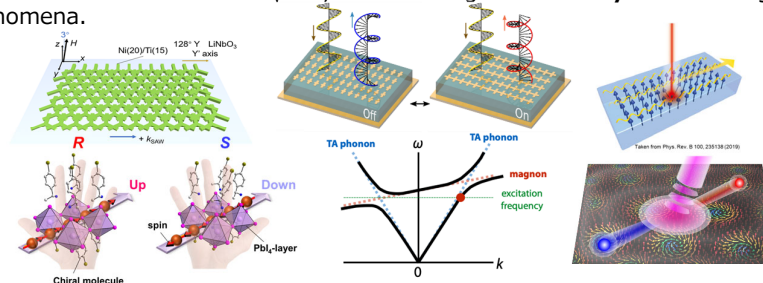 nomena.
3°
z
H
x
y
Ni(20)/Ti(15)
128° Y
Y' axis
LiNbO3
R
+ kSAW
S
Up
Down
spin
PbI4-layer
Chiral molecule
Off
On
TA phonon
ω
TA phonon
magnon
excitation
frequency
0
k
Taken from Phys. Rev. B 100, 235138 (2019)